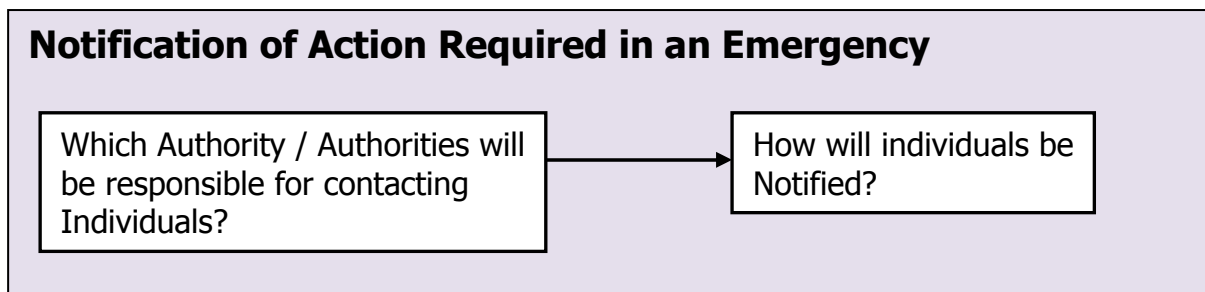 Notification of Action Required in an Emergency
Which Authority / Authorities will
be responsible for contacting
Individuals?
How will individuals be
Notified?